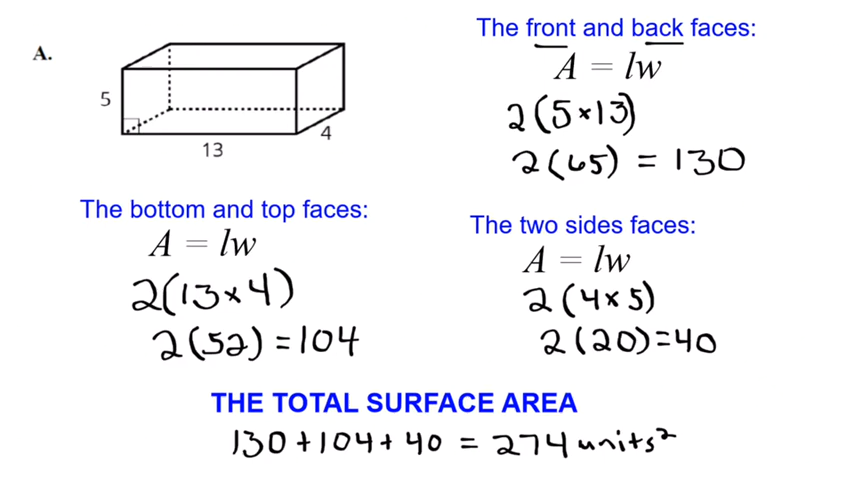 A.
5
13
4
The front and back faces:
A = lw
2(5×13)
2(65) = 130
The bottom and top faces:
A = lw
2(13×4)
2(52) = 104
The two sides faces:
A = lw
2(4×5)
2(20) = 40
THE TOTAL SURFACE AREA
130 + 104 + 40 = 274 units²